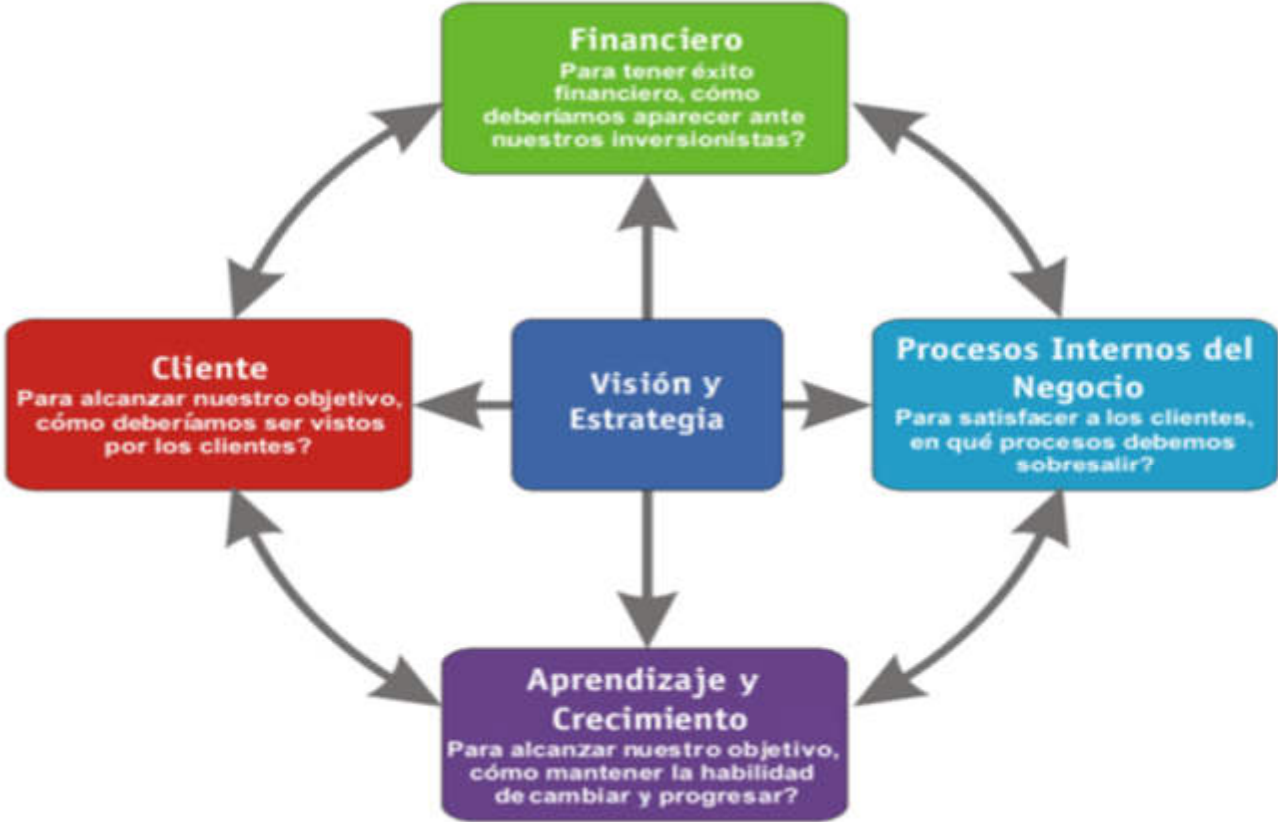 Financiero
Para tener éxito
financiero, cómo
deberíamos aparecer ante
nuestros inversionistas?
Cliente
Para alcanzar nuestro objetivo,
cómo deberíamos ser vistos
por los clientes?
Visión y
Estrategia
Procesos Internos del
Negocio
Para satisfacer a los clientes,
en qué procesos debemos
sobresalir?
Aprendizaje y
Crecimiento
Para alcanzar nuestro objetivo,
cómo mantener la habilidad
de cambiar y progresar?